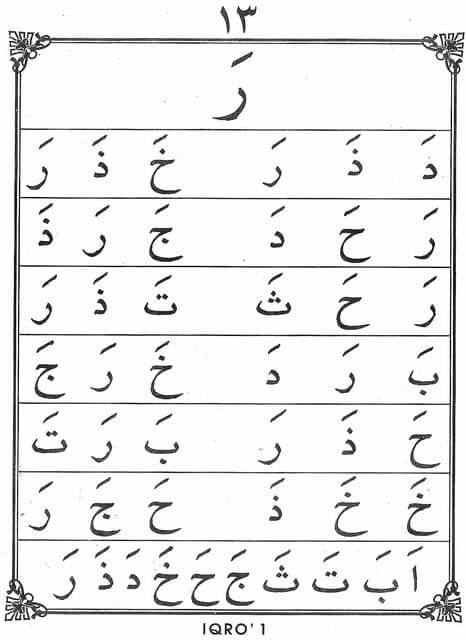 ١٣
رَ
دَ ذَ رَ خَ ذَ رَ
رَ حَ دَ جَ رَ ذَ
رَ حَ ثَ تَ ذَ رَ
بَ رَ دَ خَ رَ جَ
حَ ذَ رَ بَ رَ تَ
خَ خَ ذَ حَ جَ رَ
اَ بَ تَ ثَ جَ حَ خَ دَ ذَ رَ
IQRO' 1